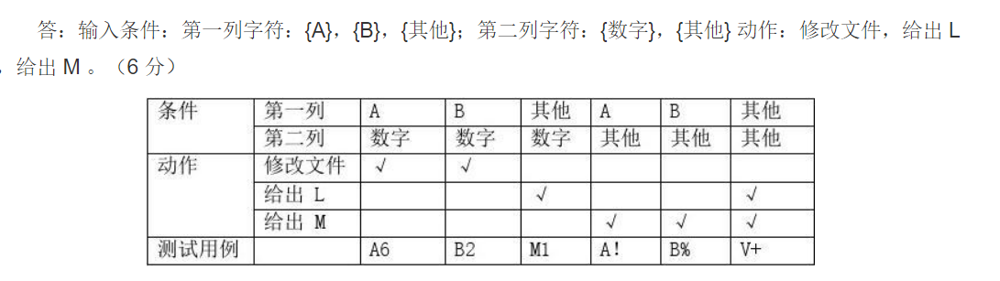 答：输入条件：第一列字符：{A}，{B}，{其他}；第二列字符：{数字}，{其他} 动作：修改文件，给出 L
，给出 M 。（6 分）
条件 第一列 A B 其他 A B 其他
第二列 数字 数字 数字 其他 其他 其他
动作 修改文件 √ √
给出 L √ √
给出 M √ √ √
测试用例 A6 B2 M1 A! B% V+